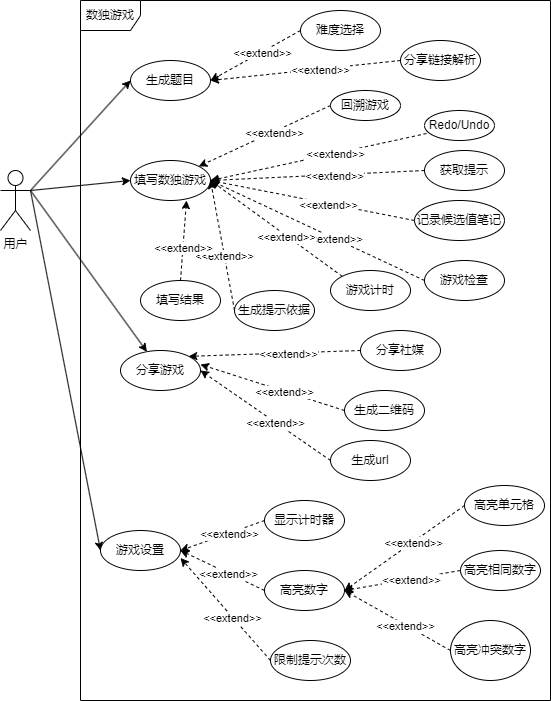 数独游戏
难度选择
<<extend>>
生成题目
分享链接解析
<<extend>>
回溯游戏
<<extend>>
Redo/Undo
<<extend>>
获取提示
<<extend>>
填写数独游戏
用户
记录候选值笔记
<<extend>>
<<extend>>
<<extend>>
extend>>
<<extend>>
填写结果
生成提示依据
游戏计时
游戏检查
分享社媒
<<extend>>
分享游戏
<<extend>>
生成二维码
<<extend>>
生成url
显示计时器
<<extend>>
游戏设置
高亮单元格
<<extend>>
<<extend>>
高亮数字
高亮相同数字
<<extend>>
<<extend>>
<<extend>>
高亮冲突数字
限制提示次数